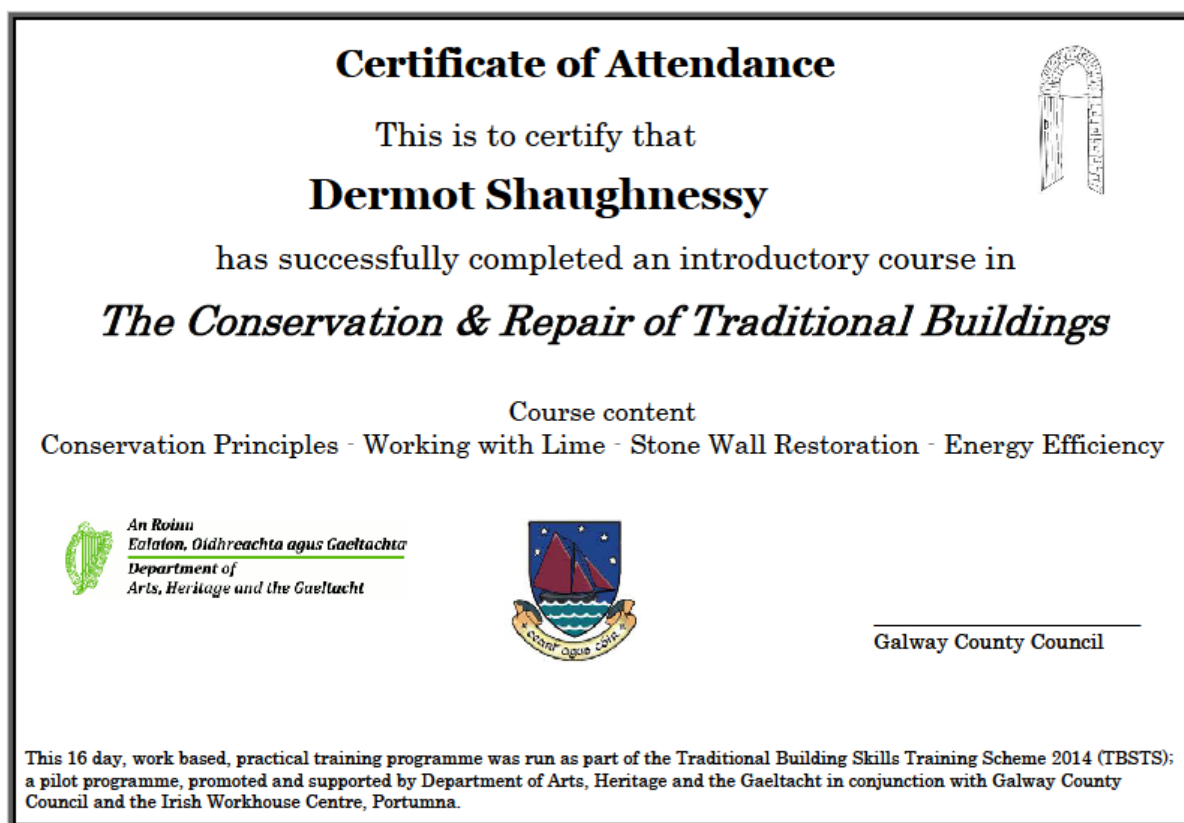 Certificate of Attendance
This is to certify that
Dermot Shaughnessy
has successfully completed an introductory course in
The Conservation & Repair of Traditional Buildings
Course content
Conservation Principles - Working with Lime - Stone Wall Restoration - Energy Efficiency
An Roinn
Ealaíon, Oidhreachta agus Gaeltachta
Department of
Arts, Heritage and the Gaeltacht
ceart agus cóir
Galway County Council
This 16 day, work based, practical training programme was run as part of the Traditional Building Skills Training Scheme 2014 (TBSTS);
a pilot programme, promoted and supported by Department of Arts, Heritage and the Gaeltacht in conjunction with Galway County
Council and the Irish Workhouse Centre, Portumna.